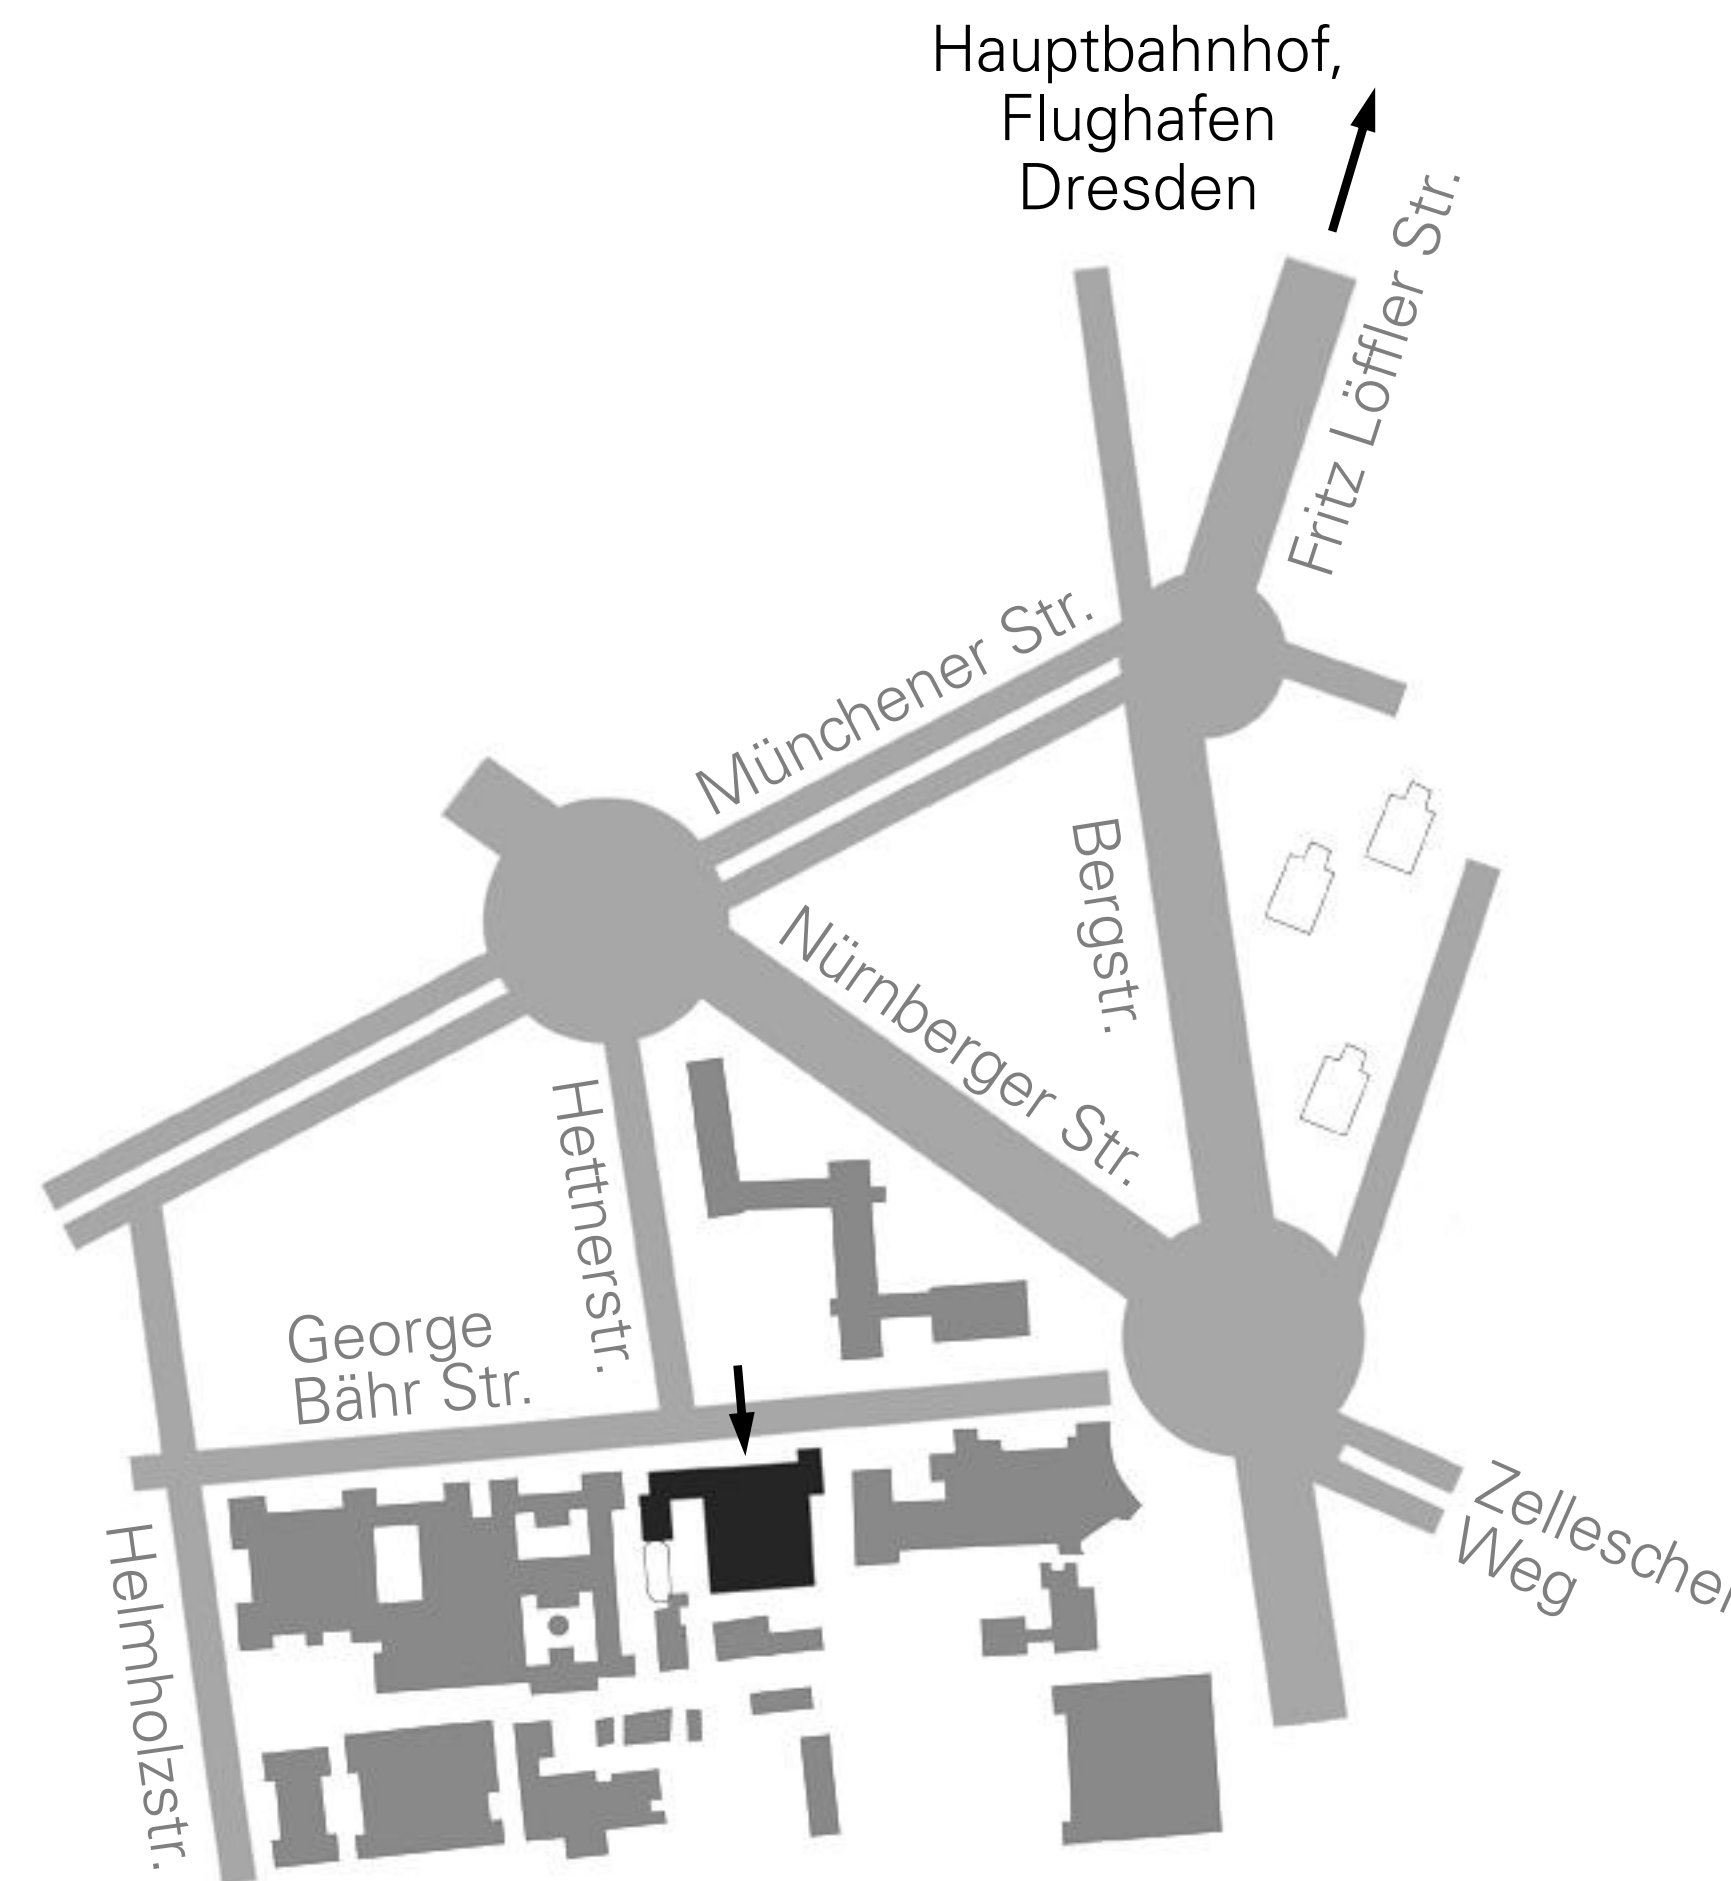 Hauptbahnhof,
Flughafen
Dresden
Fritz Löffler Str.
Münchener Str.
Bergstr.
Nürnberger Str.
Hettnerstr.
George
Bähr Str.
Zellescher
Weg
Helmholzstr.